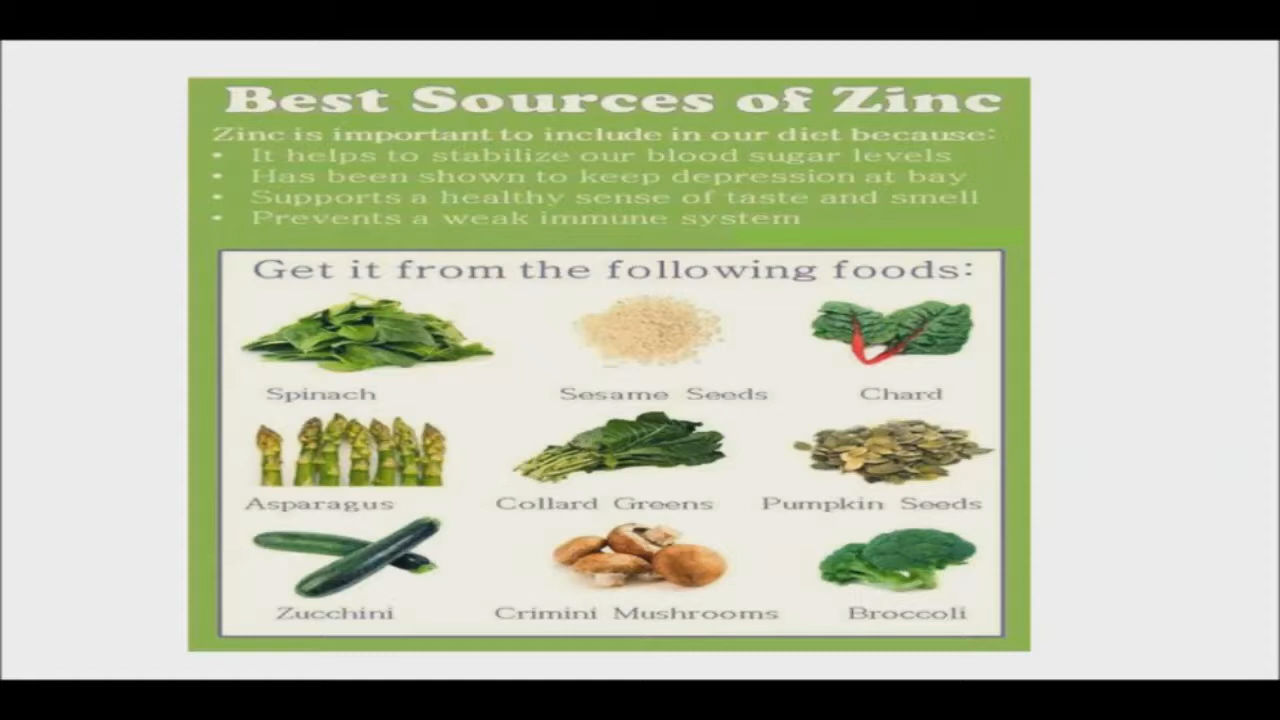 Best Sources of Zinc
Zinc is important to include in our diet because:
• It helps to stabilize our blood sugar levels
• Has been shown to keep depression at bay
• Supports a healthy sense of taste and smell
• Prevents a weak immune system
Get it from the following foods:
Spinach Sesame Seeds Chard
Asparagus Collard Greens Pumpkin Seeds
Zucchini Crimini Mushrooms Broccoli